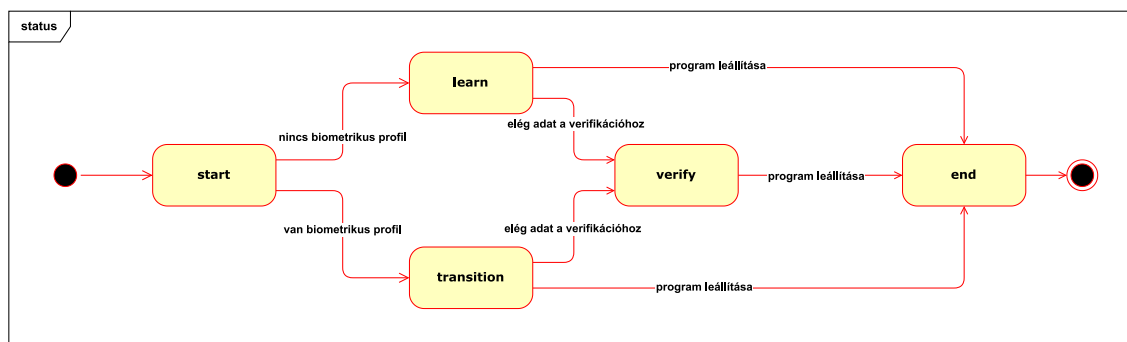 status
learn
program leállítása
elég adat a verifikációhoz
nincs biometrikus profil
start
verify
program leállítása
end
van biometrikus profil
elég adat a verifikációhoz
transition
program leállítása